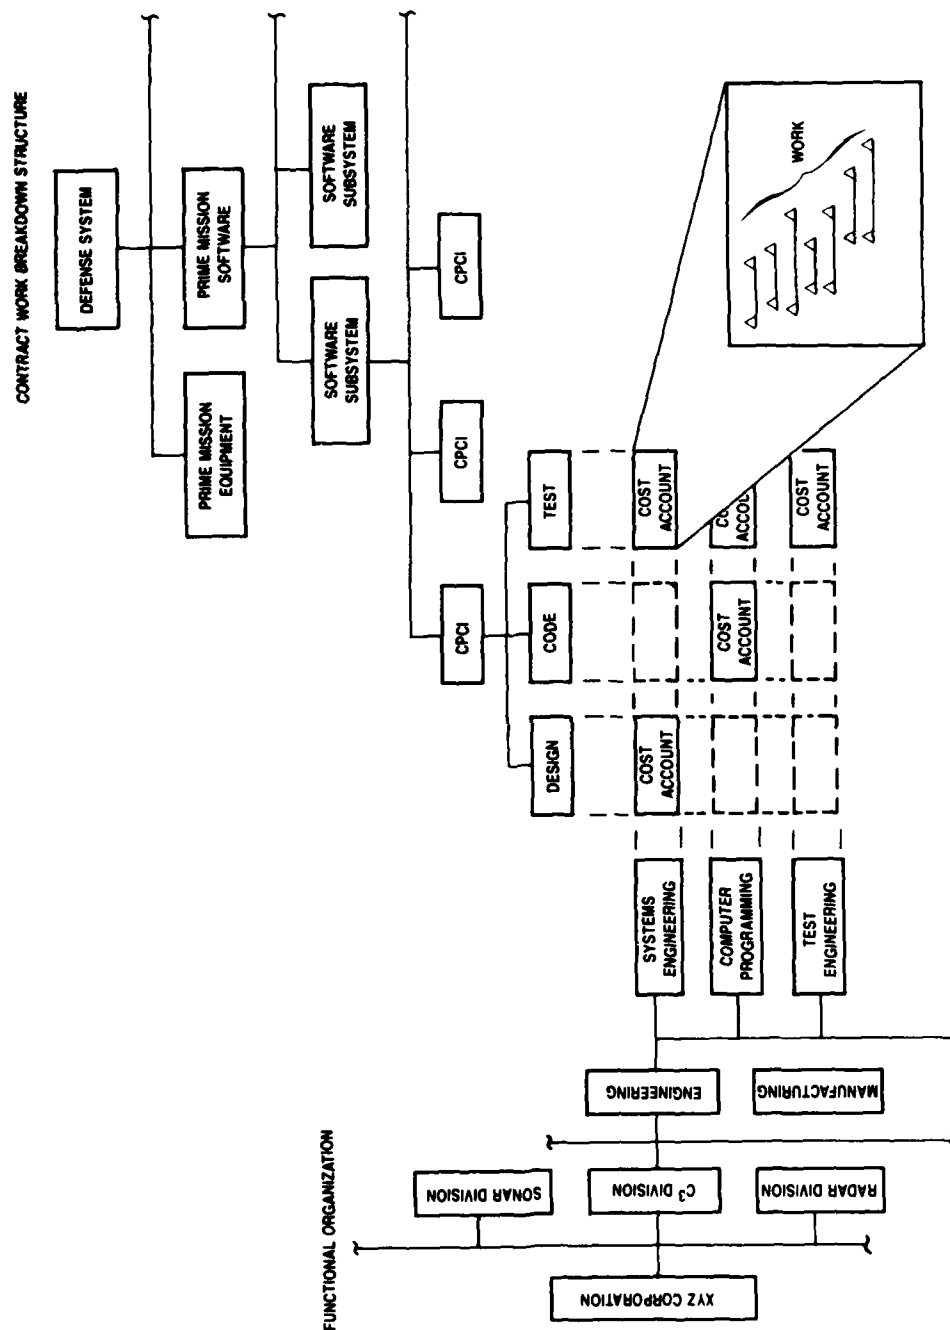 CONTRACT WORK BREAKDOWN STRUCTURE
DEFENSE SYSTEM
PRIME MISSION
EQUIPMENT
PRIME MISSION
SOFTWARE
SOFTWARE
SUBSYSTEM
SOFTWARE
SUBSYSTEM
CPCI
CPCI
CPCI
DESIGN
CODE
TEST
FUNCTIONAL ORGANIZATION
XYZ CORPORATION
SONAR DIVISION
C³ DIVISION
RADAR DIVISION
ENGINEERING
MANUFACTURING
SYSTEMS
ENGINEERING
COST
ACCOUNT
COST
ACCOUNT
COMPUTER
PROGRAMMING
COST
ACCOUNT
CO
ACCOU
TEST
ENGINEERING
COST
ACCOUNT
WORK